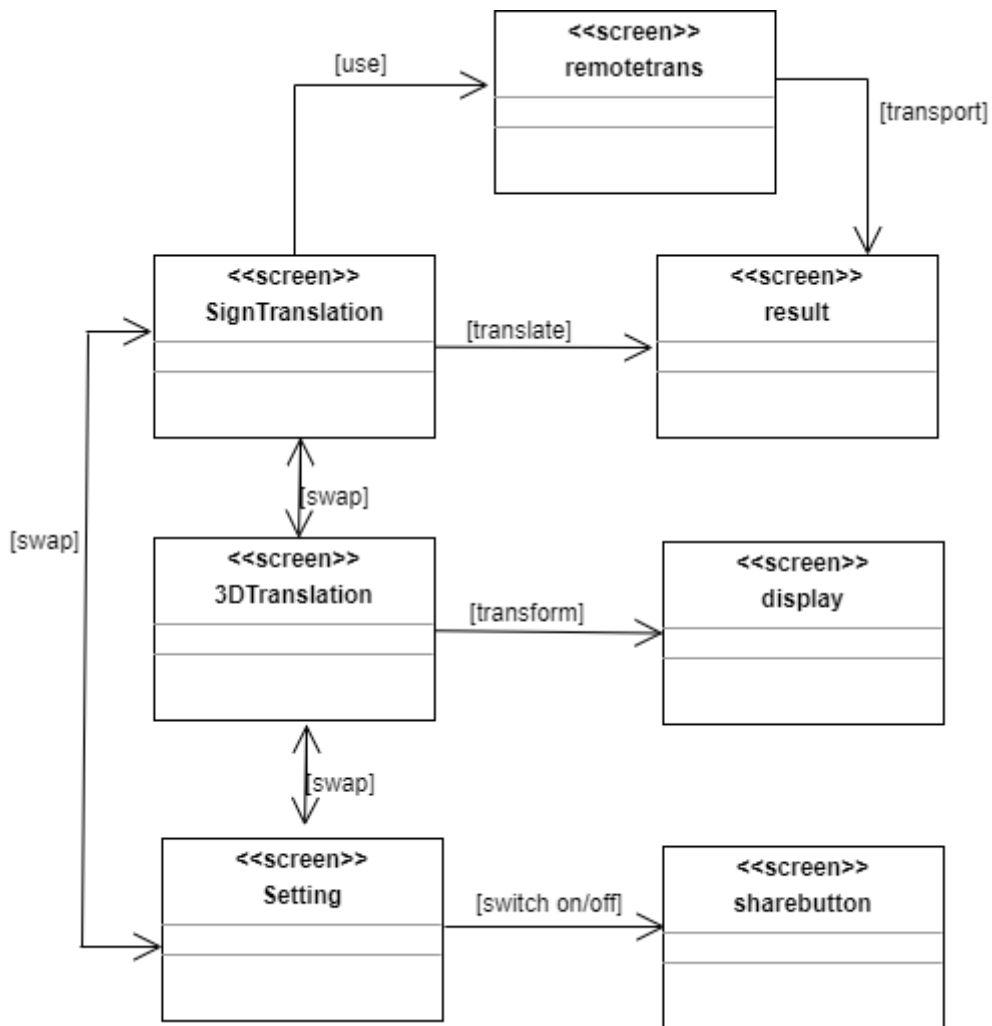 <<screen>>
remotetrans
[use]
[transport]
<<screen>>
SignTranslation
<<screen>>
result
[translate]
[swap]
[swap]
<<screen>>
3DTranslation
<<screen>>
display
[transform]
[swap]
<<screen>>
Setting
<<screen>>
sharebutton
[switch on/off]